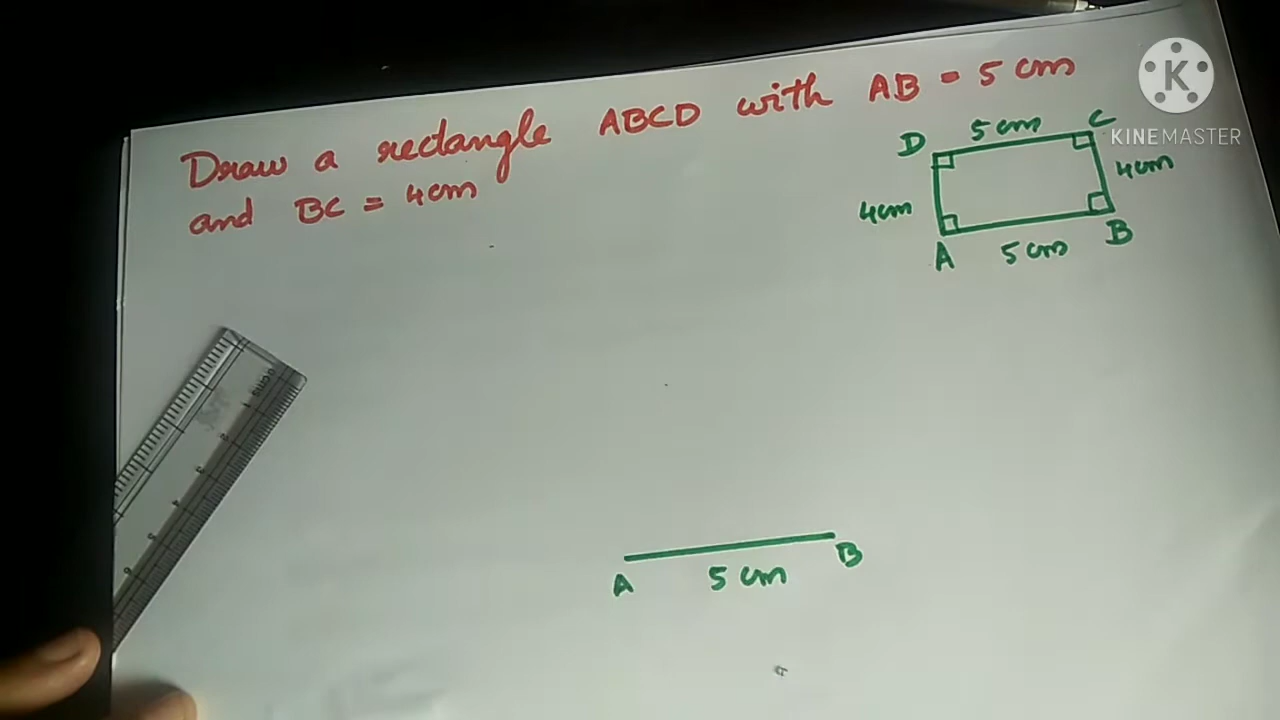 Draw a rectangle ABCD with AB = 5 cm
and BC = 4cm
K
KINEMASTER
D 5 cm C
4cm 4cm
A 5 cm B
A 5 cm B